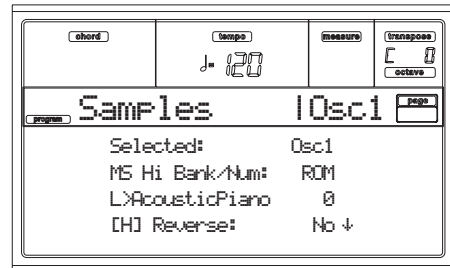 chord tempo measure transpose
♩= 120 C 0
octave
program Samples |Osc1 page
Selected: Osc1
MS Hi Bank/Num: ROM
L>AcousticPiano 0
[H] Reverse: No ↓